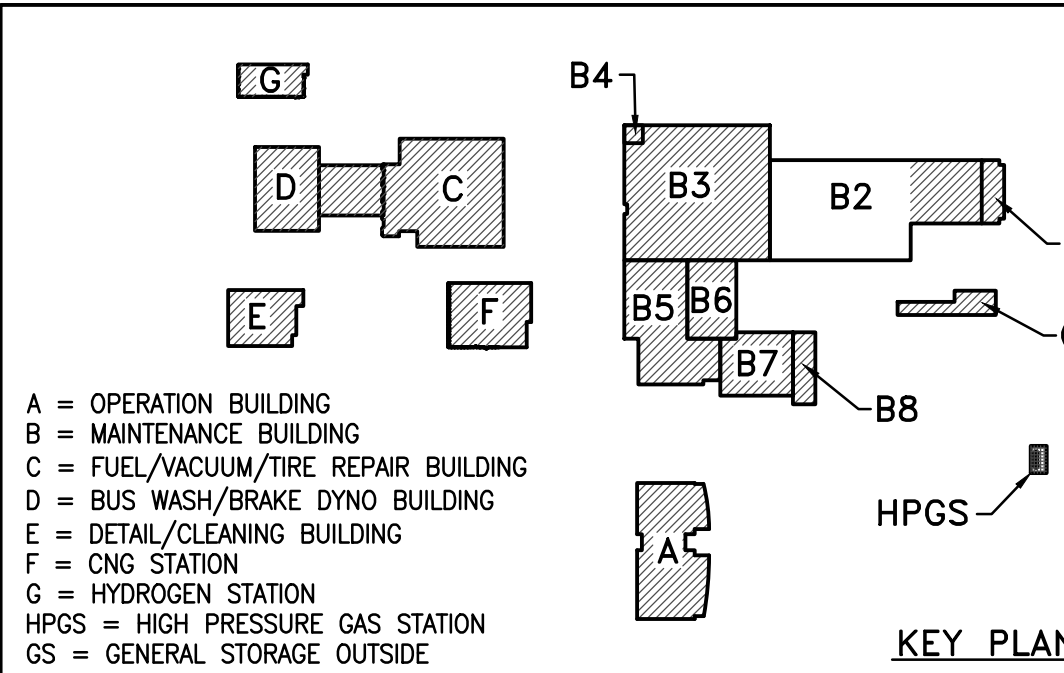 G
B4
D
C
B3
B2
E
F
B5
B6
B7
B8
A = OPERATION BUILDING
B = MAINTENANCE BUILDING
C = FUEL/VACUUM/TIRE REPAIR BUILDING
D = BUS WASH/BRAKE DYNO BUILDING
E = DETAIL/CLEANING BUILDING
F = CNG STATION
G = HYDROGEN STATION
HPGS = HIGH PRESSURE GAS STATION
GS = GENERAL STORAGE OUTSIDE
HPGS
A
KEY PLAN